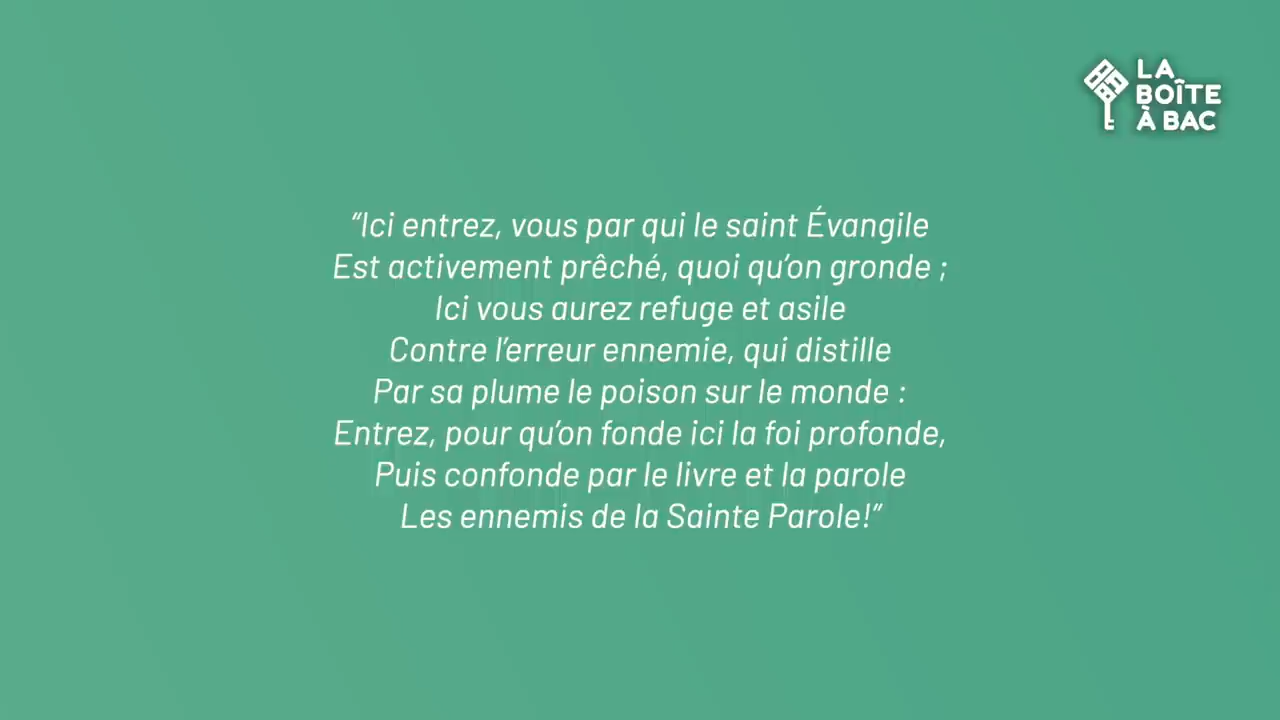 LA
BOÎTE
À BAC
“Ici entrez, vous par qui le saint Évangile
Est activement prêché, quoi qu’on gronde ;
Ici vous aurez refuge et asile
Contre l’erreur ennemie, qui distille
Par sa plume le poison sur le monde :
Entrez, pour qu’on fonde ici la foi profonde,
Puis confonde par le livre et la parole
Les ennemis de la Sainte Parole!”